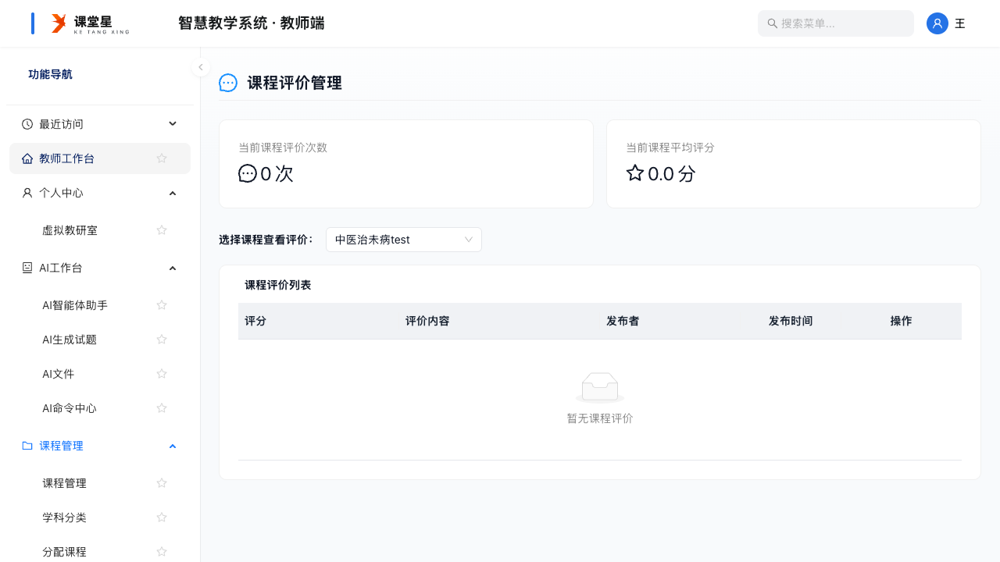 课堂星
KE TANG XING
智慧教学系统 · 教师端
搜索菜单...
王
功能导航
最近访问
教师工作台
个人中心
虚拟教研室
AI工作台
AI智能体助手
AI生成试题
AI文件
AI命令中心
课程管理
课程管理
学科分类
分配课程
课程评价管理
当前课程评价次数
0 次
当前课程平均评分
0.0 分
选择课程查看评价：
中医治未病test
课程评价列表
评分 评价内容 发布者 发布时间 操作
暂无课程评价